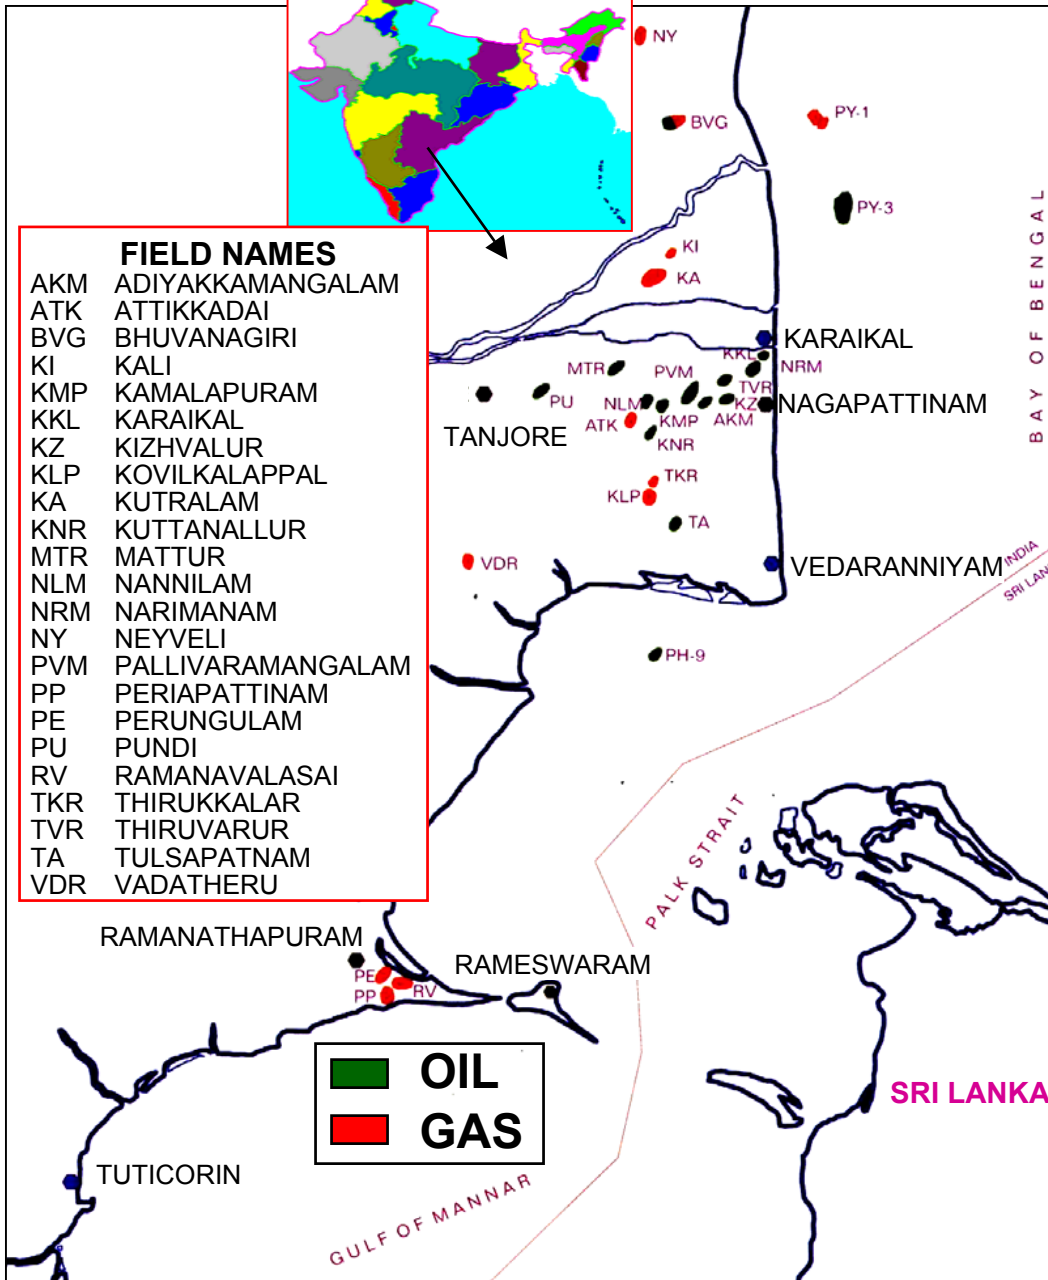 NY
BVG
PY-1
PY-3
BAY OF BENGAL
KI
KA
FIELD NAMES
AKM ADIYAKKAMANGALAM
ATK ATTIKKADAI
BVG BHUVANAGIRI
KI KALI
KMP KAMALAPURAM
KKL KARAIKAL
KZ KIZHVALUR
KLP KOVILKALAPPAL
KA KUTRALAM
KNR KUTTANALLUR
MTR MATTUR
NLM NANNILAM
NRM NARIMANAM
NY NEYVELI
PVM PALLIVARAMANGALAM
PP PERIAPATTINAM
PE PERUNGULAM
PU PUNDI
RV RAMANAVALASAI
TKR THIRUKKALAR
TVR THIRUVARUR
TA TULSAPATNAM
VDR VADATHERU
KARAIKAL
KKL
NRM
MTR
PVM
TVR
PU
NLM
KZ
NAGAPATTINAM
ATK
KMP
AKM
TANJORE
KNR
TKR
KLP
TA
VDR
VEDARANNIYAM
INDIA
SRI LAN
PH-9
PALK STRAIT
RAMANATHAPURAM
RAMESWARAM
PE
RV
PP
OIL
GAS
SRI LANKA
TUTICORIN
GULF OF MANNAR